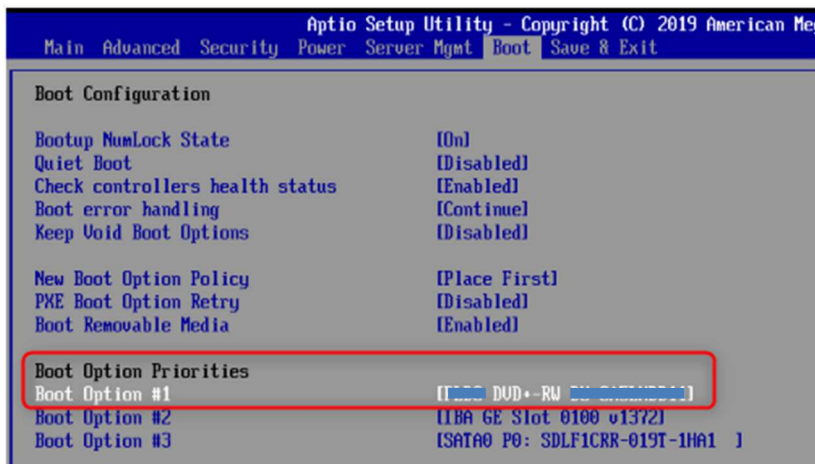 Aptio Setup Utility - Copyright (C) 2019 American
Main Advanced Security Power Server Mgmt Boot Save & Exit
Boot Configuration
Bootup NumLock State [On]
Quiet Boot [Disabled]
Check controllers health status [Enabled]
Boot error handling [Continue]
Keep Void Boot Options [Disabled]
New Boot Option Policy [Place First]
PXE Boot Option Retry [Disabled]
Boot Removable Media [Enabled]
Boot Option Priorities
Boot Option #1 DVD+-RW
Boot Option #2 [IBA GE Slot 0100 v1372]
Boot Option #3 [SATA0 P0: SDLF1CRR-019T-1HA1 ]